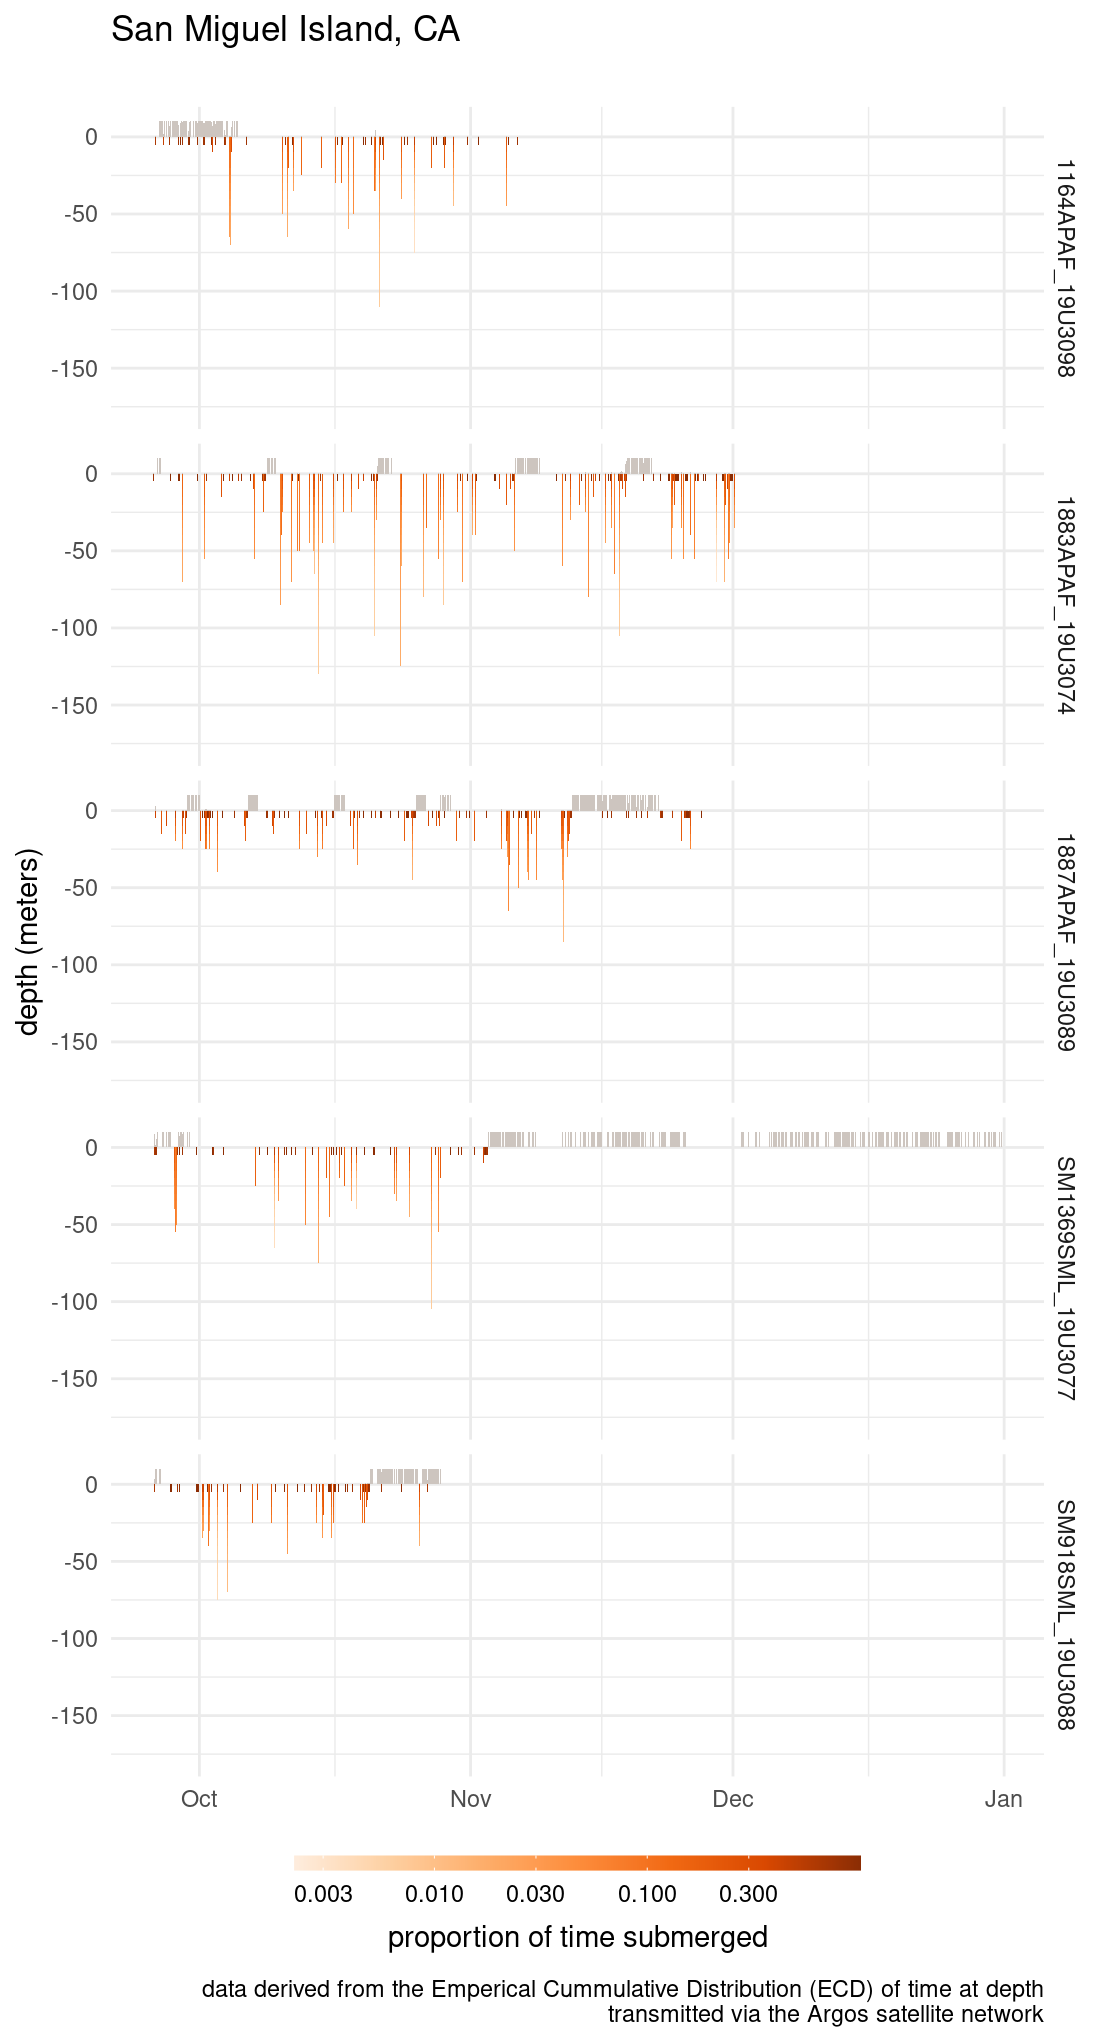 San Miguel Island, CA
0
-50
-100
-150
1164APAF_19U3098
0
-50
-100
-150
1883APAF_19U3074
0
-50
-100
-150
1887APAF_19U3089
depth (meters)
0
-50
-100
-150
SM1369SML_19U3077
0
-50
-100
-150
SM918SML_19U3088
Oct Nov Dec Jan
0.003 0.010 0.030 0.100 0.300
proportion of time submerged
data derived from the Emperical Cummulative Distribution (ECD) of time at depth
transmitted via the Argos satellite network